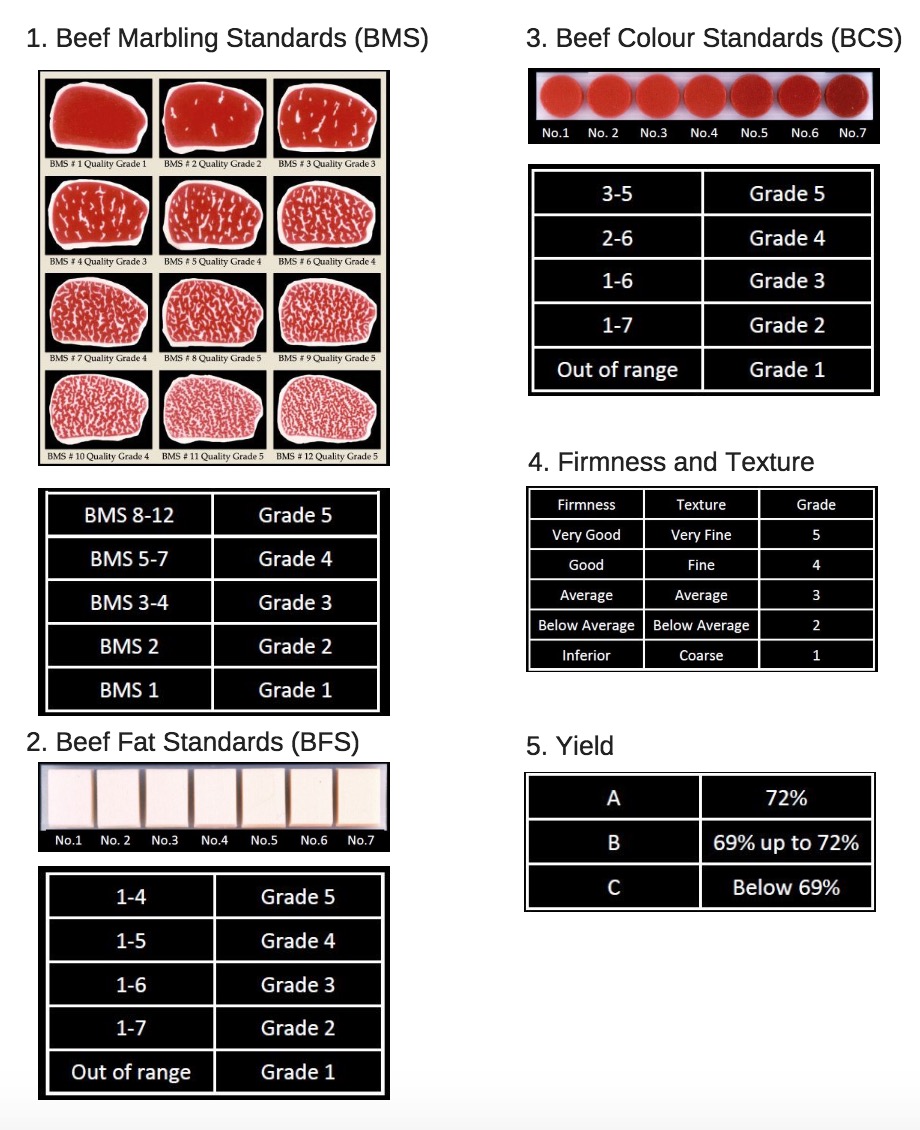 1. Beef Marbling Standards (BMS)
BMS # 1 Quality Grade 1
BMS # 2 Quality Grade 2
BMS # 3 Quality Grade 3
BMS # 4 Quality Grade 3
BMS # 5 Quality Grade 4
BMS # 6 Quality Grade 4
BMS # 7 Quality Grade 4
BMS # 8 Quality Grade 5
BMS # 9 Quality Grade 5
BMS # 10 Quality Grade 4
BMS # 11 Quality Grade 5
BMS # 12 Quality Grade 5
BMS 8-12 Grade 5
BMS 5-7 Grade 4
BMS 3-4 Grade 3
BMS 2 Grade 2
BMS 1 Grade 1
2. Beef Fat Standards (BFS)
No.1 No. 2 No.3 No.4 No.5 No.6 No.7
1-4 Grade 5
1-5 Grade 4
1-6 Grade 3
1-7 Grade 2
Out of range Grade 1
3. Beef Colour Standards (BCS)
No.1 No. 2 No.3 No.4 No.5 No.6 No.7
3-5 Grade 5
2-6 Grade 4
1-6 Grade 3
1-7 Grade 2
Out of range Grade 1
4. Firmness and Texture
Firmness Texture Grade
Very Good Very Fine 5
Good Fine 4
Average Average 3
Below Average Below Average 2
Inferior Coarse 1
5. Yield
A 72%
B 69% up to 72%
C Below 69%